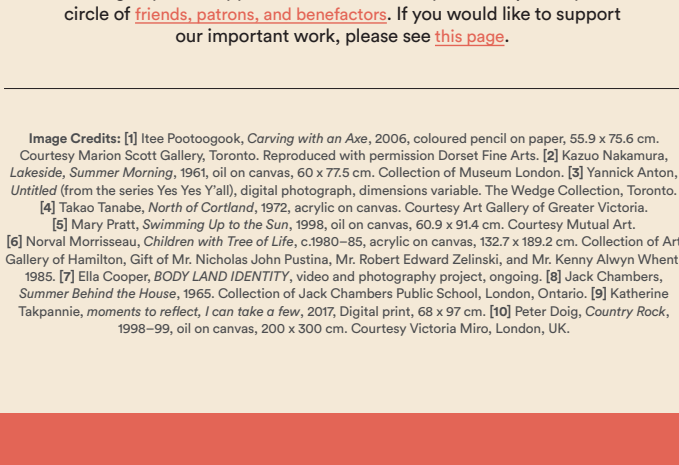 circle of friends, patrons, and benefactors. If you would like to support
our important work, please see this page.
Image Credits: [1] Itee Pootoogook, Carving with an Axe, 2006, coloured pencil on paper, 55.9 x 75.6 cm.
Courtesy Marion Scott Gallery, Toronto. Reproduced with permission Dorset Fine Arts. [2] Kazuo Nakamura,
Lakeside, Summer Morning, 1961, oil on canvas, 60 x 77.5 cm. Collection of Museum London. [3] Yannick Anton,
Untitled (from the series Yes Yes Y'all), digital photograph, dimensions variable. The Wedge Collection, Toronto.
[4] Takao Tanabe, North of Cortland, 1972, acrylic on canvas. Courtesy Art Gallery of Greater Victoria.
[5] Mary Pratt, Swimming Up to the Sun, 1998, oil on canvas, 60.9 x 91.4 cm. Courtesy Mutual Art.
[6] Norval Morrisseau, Children with Tree of Life, c.1980–85, acrylic on canvas, 132.7 x 189.2 cm. Collection of Art
Gallery of Hamilton, Gift of Mr. Nicholas John Pustina, Mr. Robert Edward Zelinski, and Mr. Kenny Alwyn Whent
1985. [7] Ella Cooper, BODY LAND IDENTITY, video and photography project, ongoing. [8] Jack Chambers,
Summer Behind the House, 1965. Collection of Jack Chambers Public School, London, Ontario. [9] Katherine
Takpannie, moments to reflect, I can take a few, 2017, Digital print, 68 x 97 cm. [10] Peter Doig, Country Rock,
1998–99, oil on canvas, 200 x 300 cm. Courtesy Victoria Miro, London, UK.